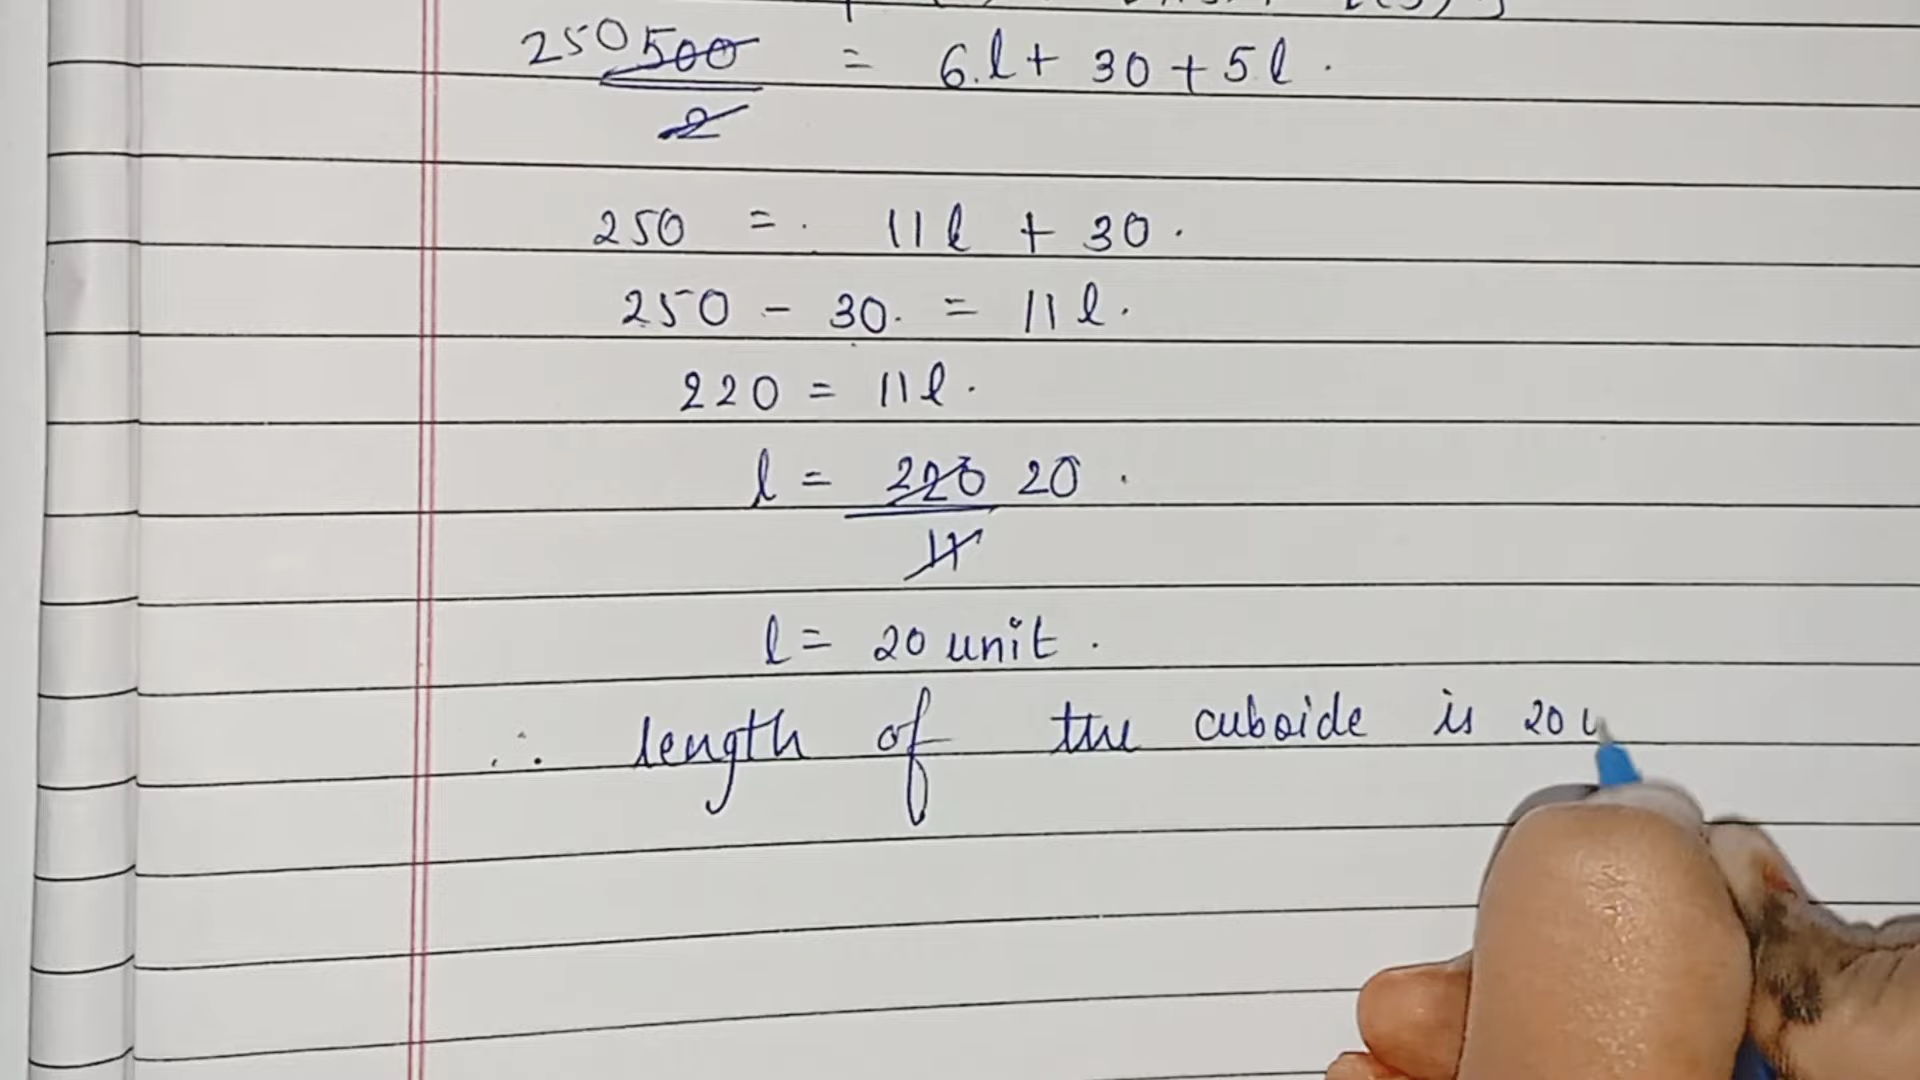 250 500 = 6.l + 30 + 5l.
2
250 = . 11l + 30.
250 - 30. = 11l.
220 = 11l.
l = 220 20 .
11
l = 20 unit .
∴ length of the cuboide is 20 u